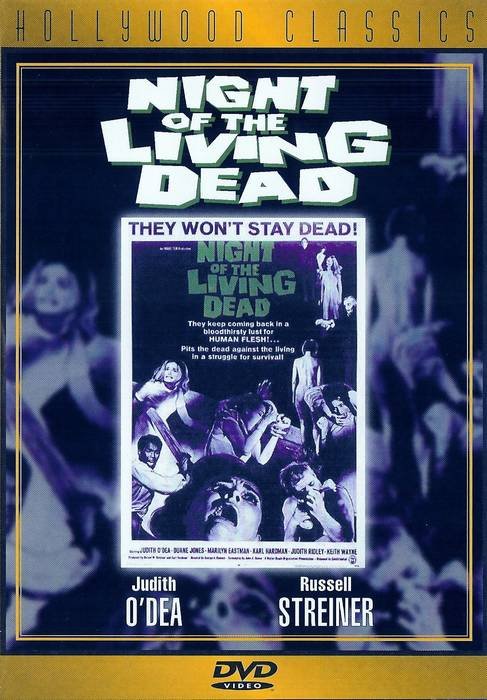 HOLLYWOOD CLASSICS
NIGHT
OF THE
LIVING
DEAD
THEY WON'T STAY DEAD!
NIGHT
OF THE
LIVING
DEAD
They keep coming back in a
bloodthirsty lust for
HUMAN FLESH!...
Pits the dead against the living
in a struggle for survival!
Starring JUDITH O'DEA · DUANE JONES · MARILYN EASTMAN · KARL HARDMAN · JUDITH RIDLEY · KEITH WAYNE
Judith
O'DEA
Russell
STREINER
DVD
VIDEO